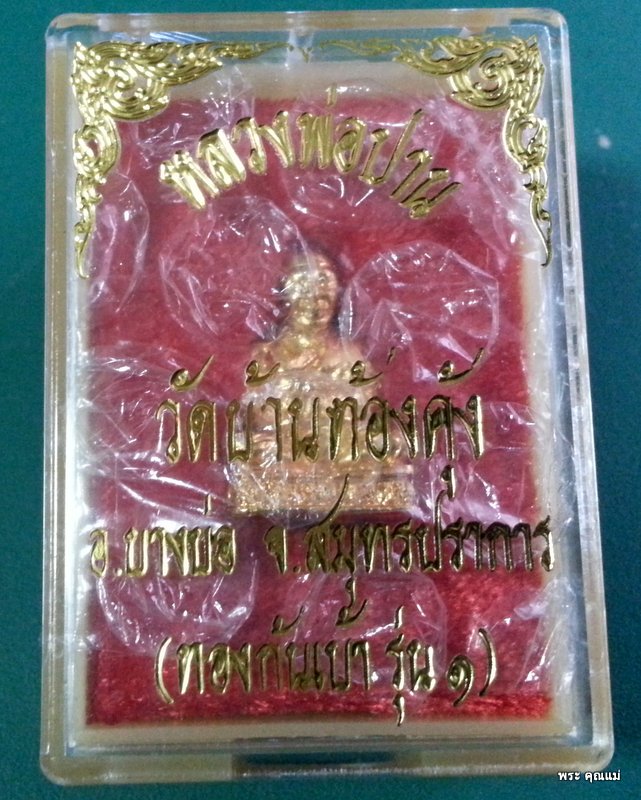 หลวงพ่อปาน
วัดบ้านท้องคุ้ง
อ.บางบ่อ จ.สมุทรปราการ
(ทองก้นเบ้า รุ่น ๑)
พระ คุณแม่